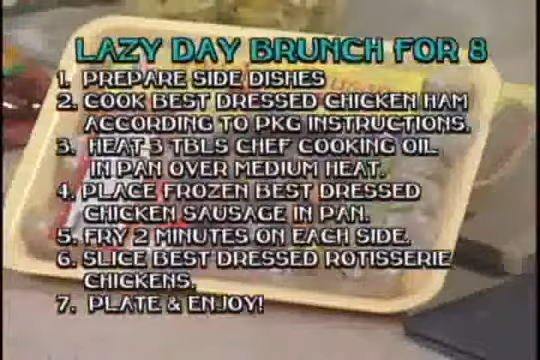 LAZY DAY BRUNCH FOR 8
1. PREPARE SIDE DISHES
2. COOK BEST DRESSED CHICKEN HAM
ACCORDING TO PKG INSTRUCTIONS.
3. HEAT 3 TBLS CHEF COOKING OIL
IN PAN OVER MEDIUM HEAT.
4. PLACE FROZEN BEST DRESSED
CHICKEN SAUSAGE IN PAN.
5. FRY 2 MINUTES ON EACH SIDE.
6. SLICE BEST DRESSED ROTISSERIE
CHICKENS.
7. PLATE & ENJOY!